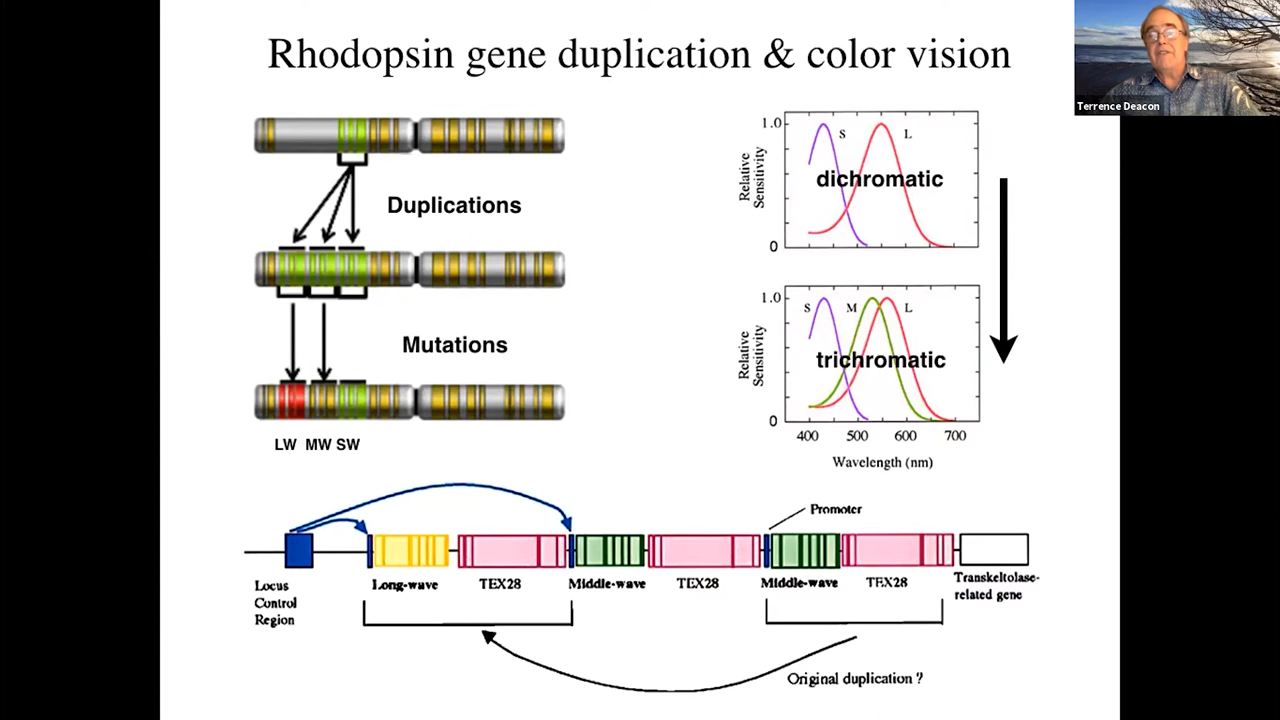 Rhodopsin gene duplication & color vision
Terrence Deacon
Duplications
Mutations
LW MW SW
1.0
S
L
Relative
Sensitivity
dichromatic
0
1.0
S
M
L
Relative
Sensitivity
trichromatic
0
400 500 600 700
Wavelength (nm)
Promoter
Locus
Control
Region
Long-wave
TEX28
Middle-wave
TEX28
Middle-wave
TEX28
Transkeltolase-
related gene
Original duplication ?